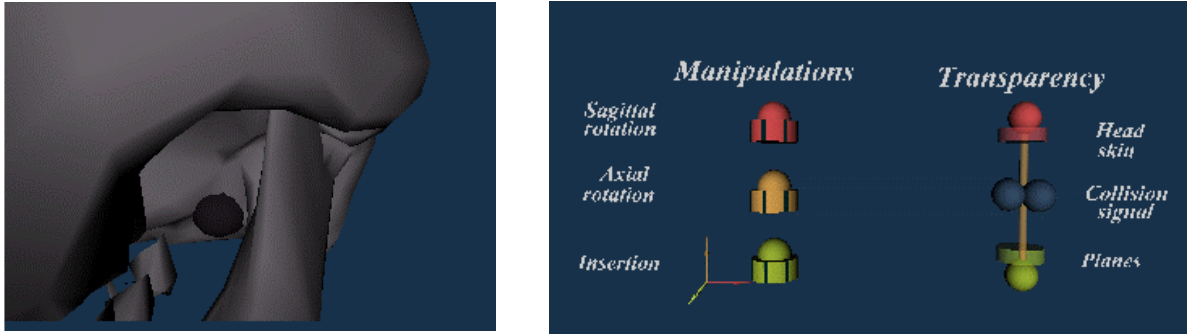 Manipulations
Transparency
Sagittal
rotation
Head
skin
Axial
rotation
Collision
signal
Insertion
Planes